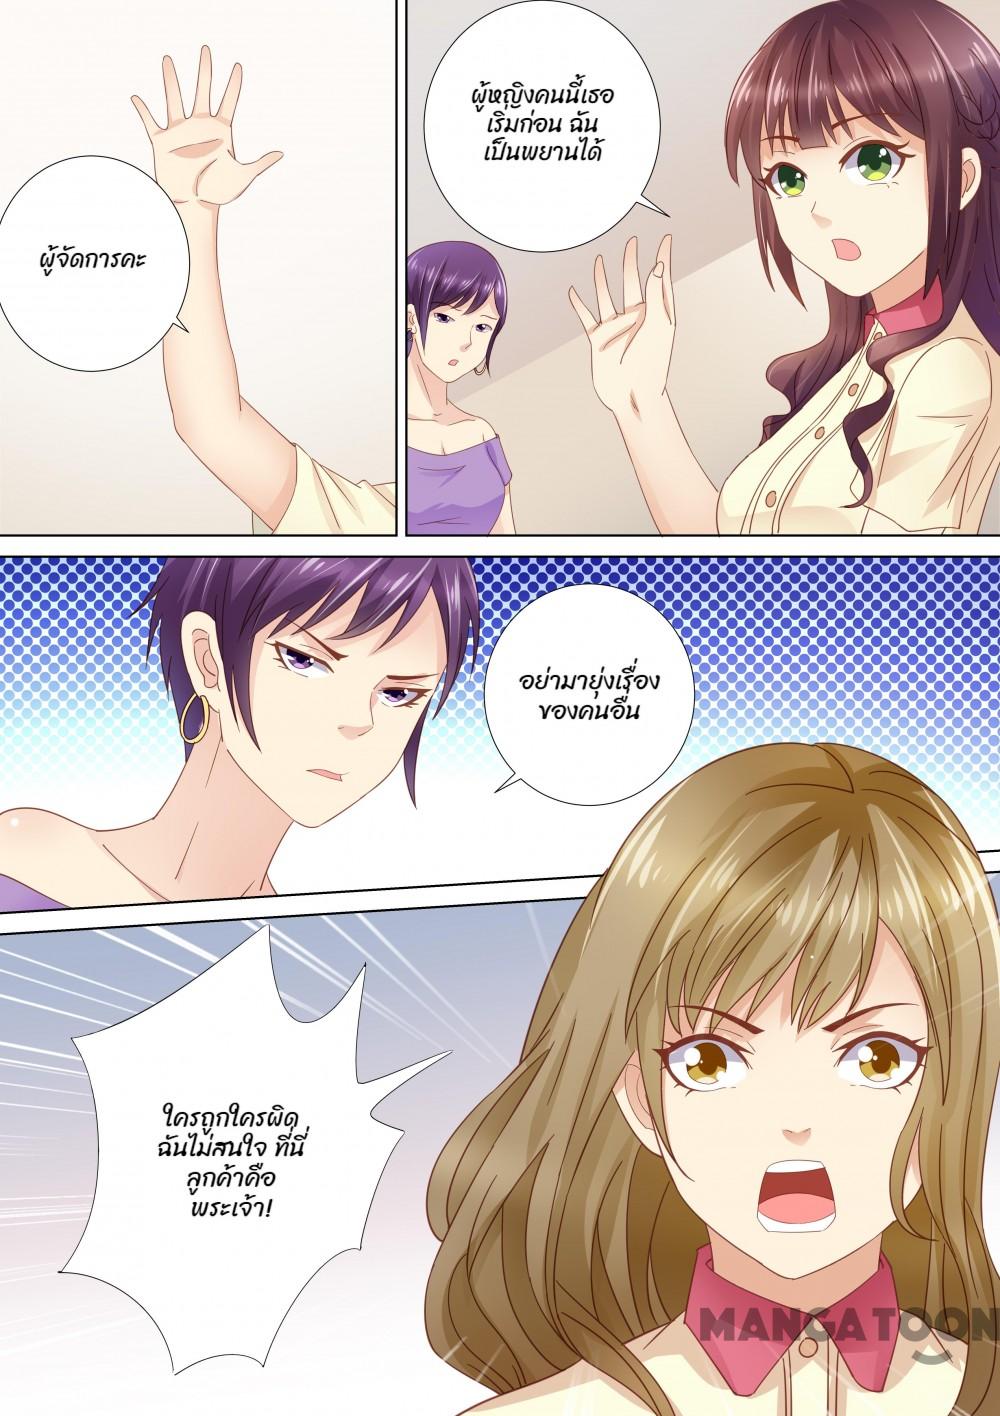 ผู้จัดการคะ
ผู้หญิงคนนี้เธอ
เริ่มก่อน ฉัน
เป็นพยานได้
อย่ามายุ่งเรื่อง
ของคนอื่น
ใครถูกใครผิด
ฉันไม่สนใจ ที่นี่
ลูกค้าคือ
พระเจ้า!
MANGATOON